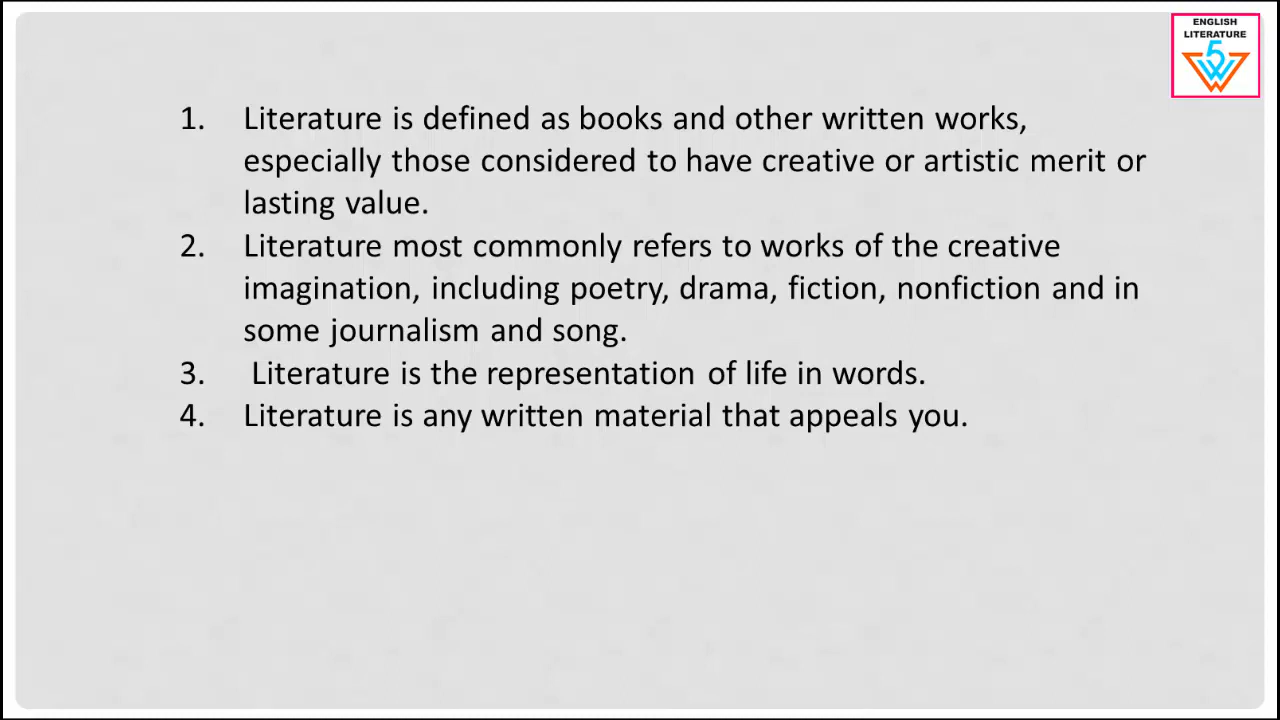 ENGLISH
LITERATURE
5
W
1. Literature is defined as books and other written works,
especially those considered to have creative or artistic merit or
lasting value.
2. Literature most commonly refers to works of the creative
imagination, including poetry, drama, fiction, nonfiction and in
some journalism and song.
3. Literature is the representation of life in words.
4. Literature is any written material that appeals you.